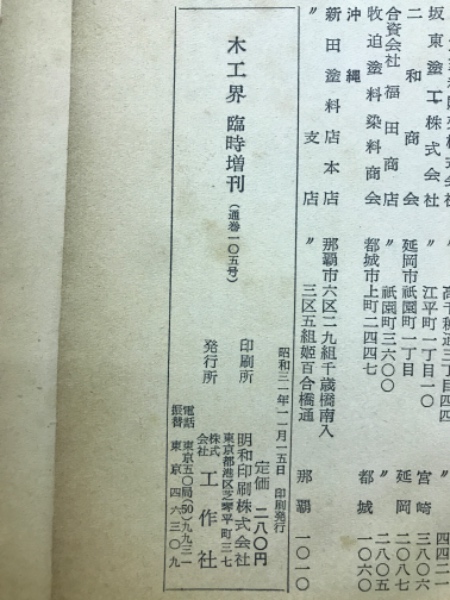 坂東塗工株式会社 〃 江平町一丁目一〇 宮崎 三八〇六
二和商会 延岡市祇園町一丁目 延岡 二〇八七
合資会社福田商店 〃 祇園町三六〇〇 〃 二八〇五
牧迫塗料染料商会 都城市上町二四四七 都城 一〇六〇
沖縄
新田塗料店本店 那覇市六区二九組千歳橋南入
〃 支店 〃 三区五組姫百合橋通 那覇 一〇一〇
木工界 臨時増刊(通巻一〇五号)
昭和三一年一一月一五日 印刷発行
定価 二八〇円
印刷所 明和印刷株式会社
東京都港区芝琴平町三七
発行所 株式会社 工作社
電話 東京五〇局(50)九九三一
振替 東京四六三〇九